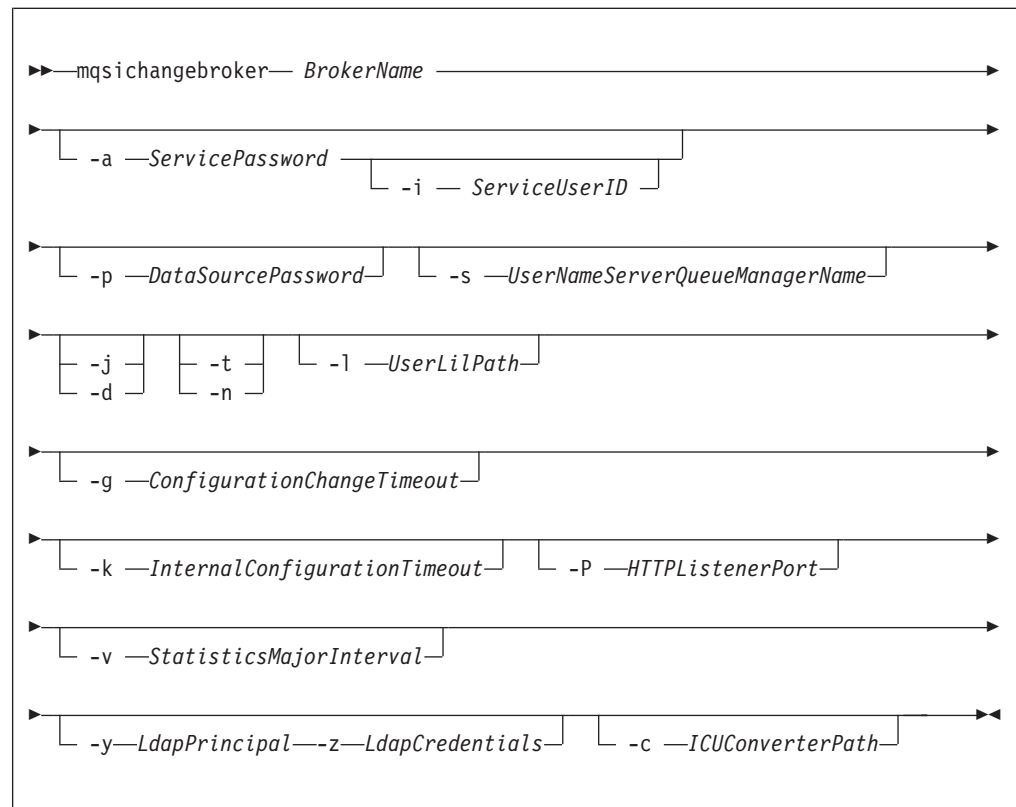 mqsichangebroker BrokerName
-a ServicePassword
-i ServiceUserID
-p DataSourcePassword -s UserNameServerQueueManagerName
-j -t -l UserLilPath
-d -n
-g ConfigurationChangeTimeout
-k InternalConfigurationTimeout -P HTTPListenerPort
-v StatisticsMajorInterval
-y LdapPrincipal -z LdapCredentials -c ICUConverterPath